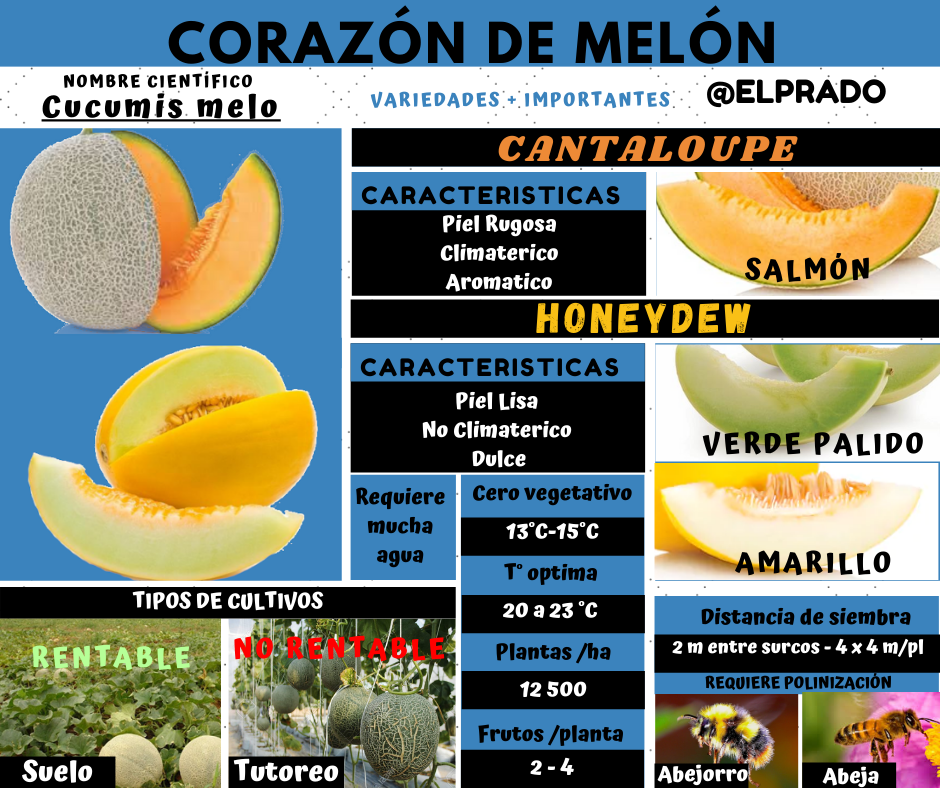 CORAZÓN DE MELÓN
NOMBRE CIENTÍFICO
Cucumis melo
VARIEDADES + IMPORTANTES
@ELPRADO
CANTALOUPE
CARACTERISTICAS
Piel Rugosa
Climaterico
Aromatico
SALMÓN
HONEYDEW
CARACTERISTICAS
Piel Lisa
No Climaterico
Dulce
VERDE PALIDO
AMARILLO
Requiere
mucha
agua
Cero vegetativo
13°C-15°C
T° optima
20 a 23 °C
Plantas /ha
12 500
Frutos /planta
2 - 4
TIPOS DE CULTIVOS
RENTABLE
Suelo
NO RENTABLE
Tutoreo
Distancia de siembra
2 m entre surcos - 4 x 4 m/pl
REQUIERE POLINIZACIÓN
Abejorro
Abeja